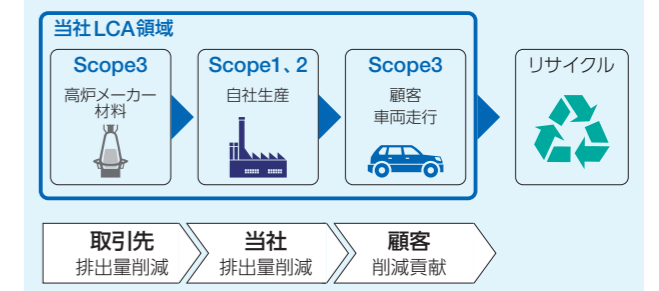 当社LCA領域
Scope3
高炉メーカー
材料
Scope1、2
自社生産
Scope3
顧客
車両走行
リサイクル
取引先
排出量削減
当社
排出量削減
顧客
削減貢献